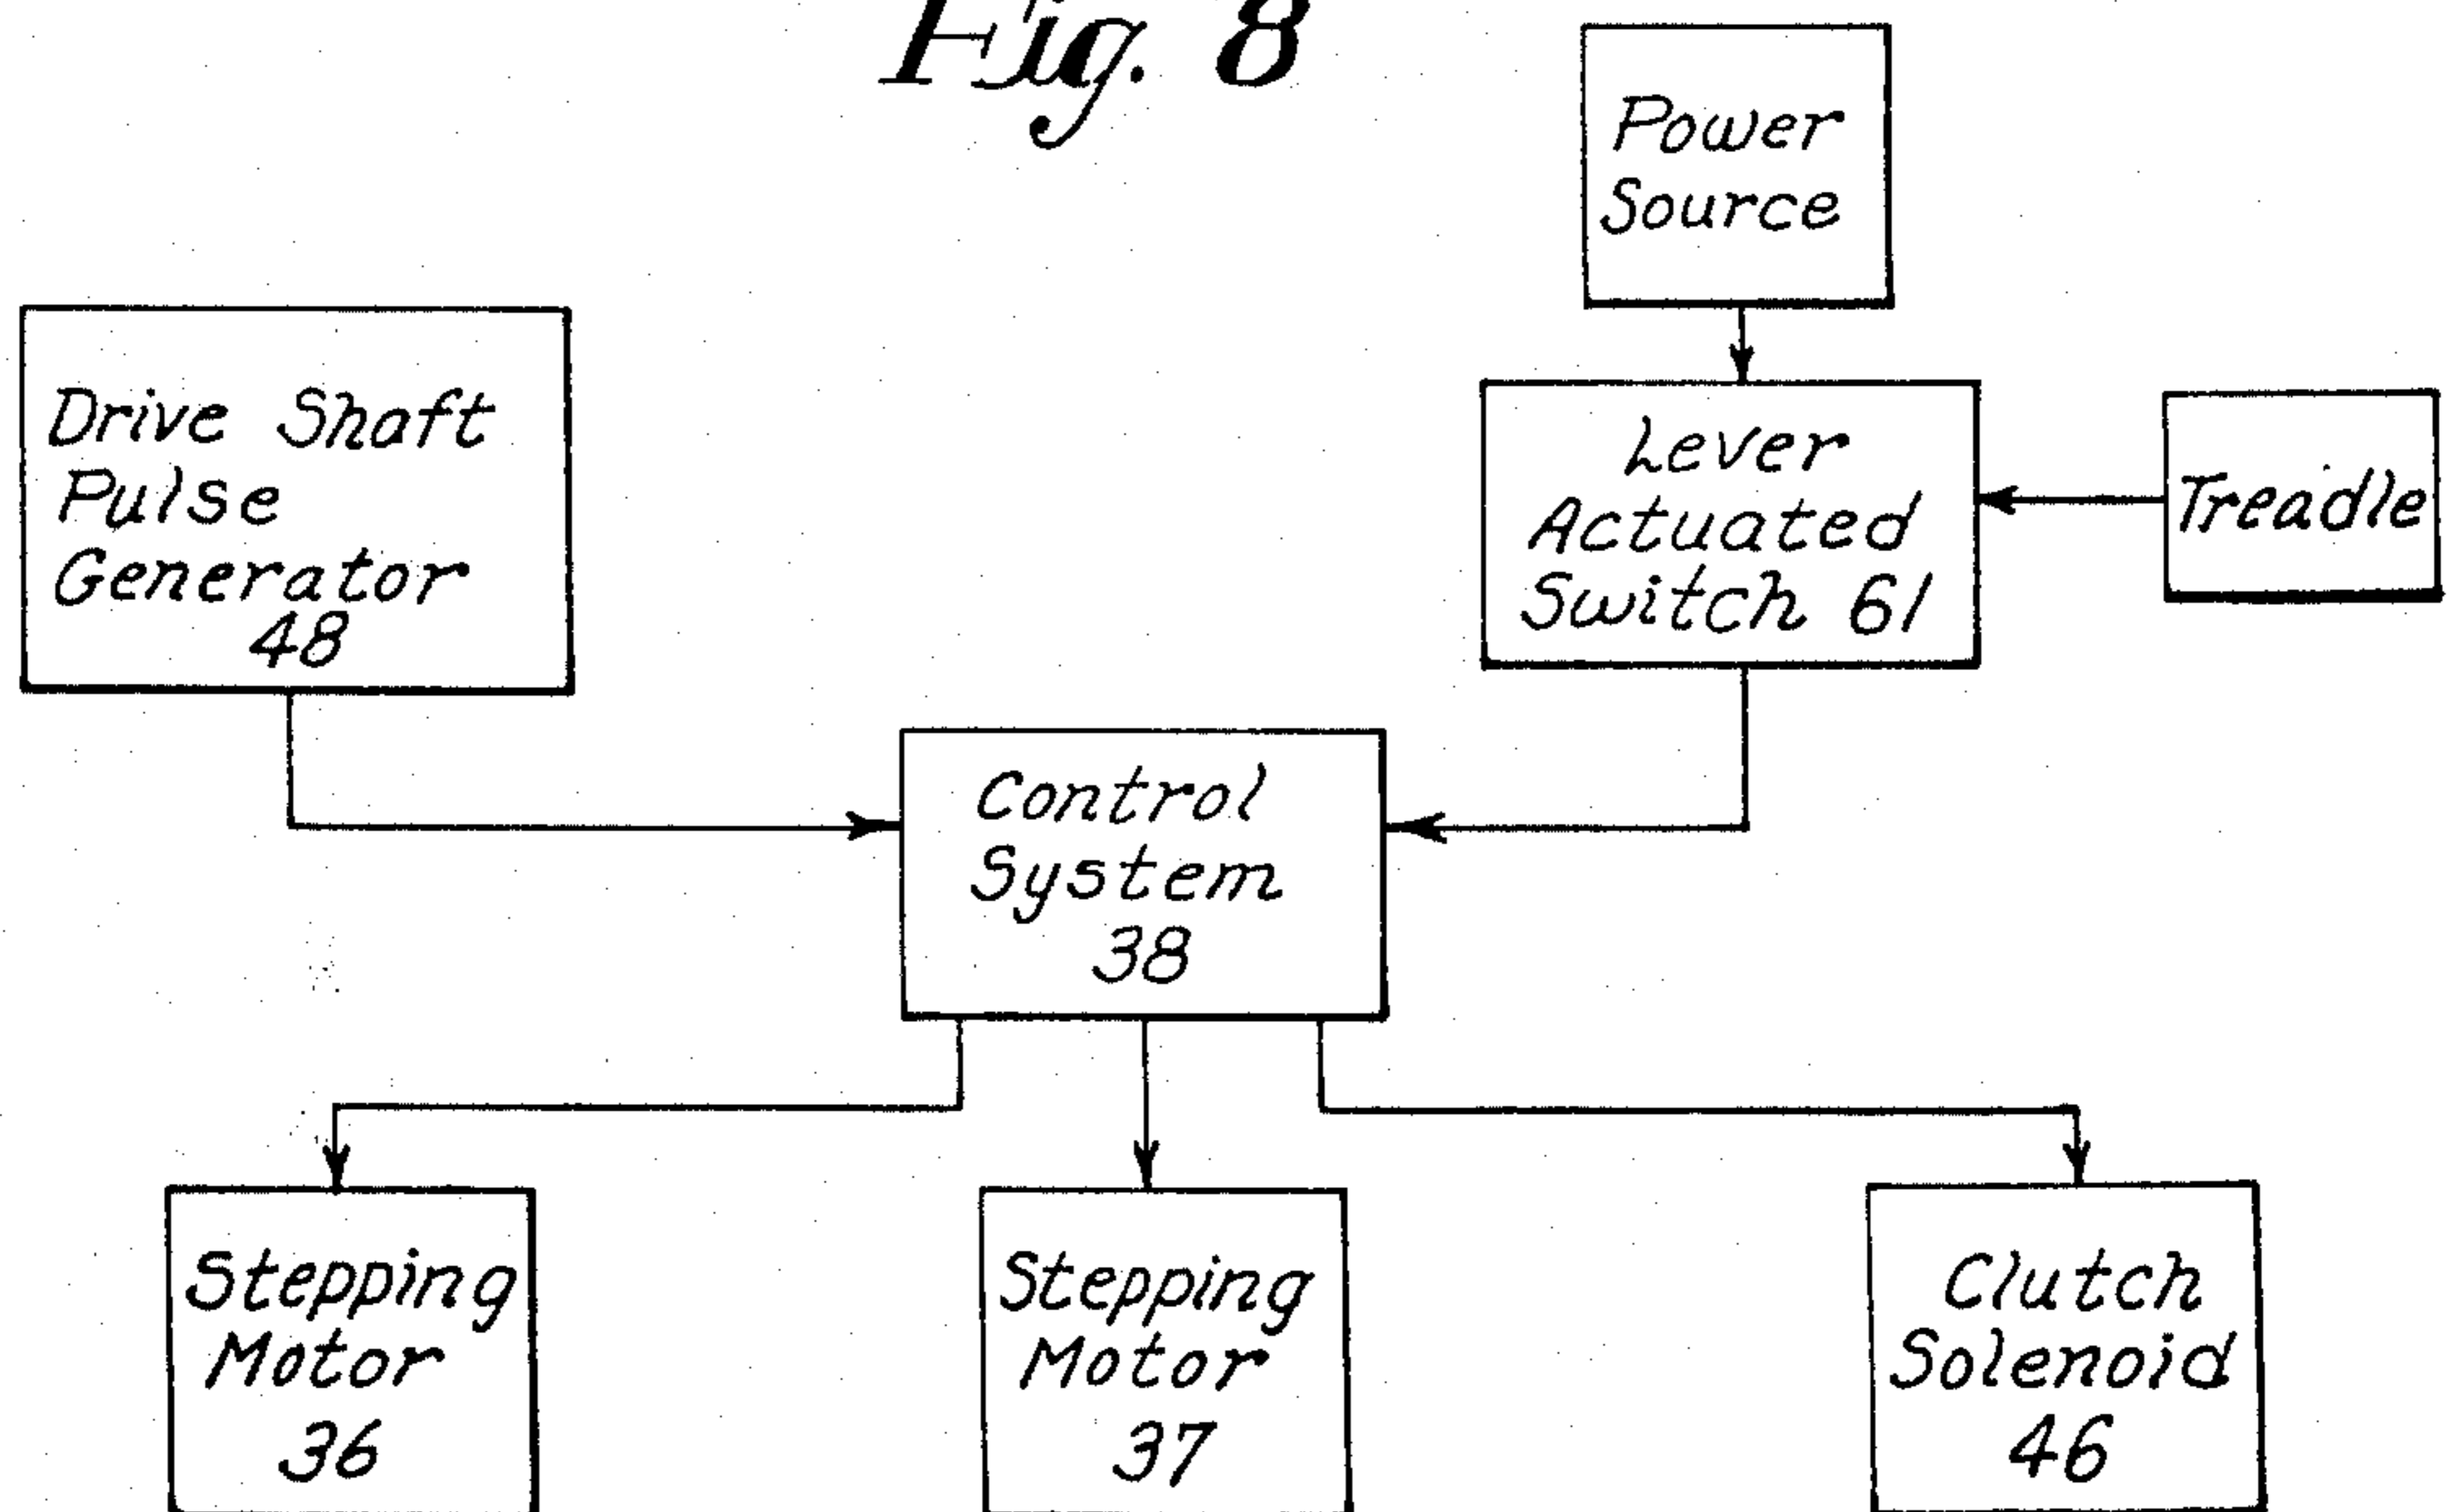 Fig. 8
Power
Source
Drive Shaft
Pulse
Generator
48
Lever
Actuated
Switch 61
Treadle
Control
System
38
Stepping
Motor
36
Stepping
Motor
37
Clutch
Solenoid
46